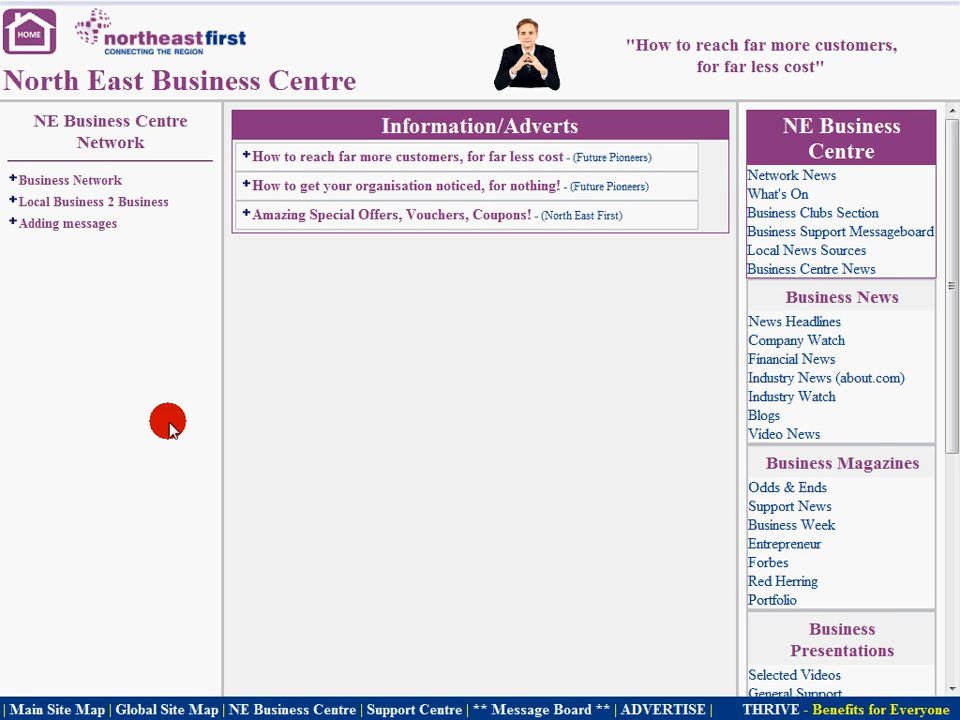 HOME
northeastfirst
CONNECTING THE REGION
North East Business Centre
"How to reach far more customers,
for far less cost"
NE Business Centre
Network
Business Network
Local Business 2 Business
Adding messages
Information/Adverts
How to reach far more customers, for far less cost - (Future Pioneers)
How to get your organisation noticed, for nothing! - (Future Pioneers)
Amazing Special Offers, Vouchers, Coupons! - (North East First)
NE Business
Centre
Network News
What's On
Business Clubs Section
Business Support Messageboard
Local News Sources
Business Centre News
Business News
News Headlines
Company Watch
Financial News
Industry News (about.com)
Industry Watch
Blogs
Video News
Business Magazines
Odds & Ends
Support News
Business Week
Entrepreneur
Forbes
Red Herring
Portfolio
Business
Presentations
Selected Videos
General Support
| Main Site Map | Global Site Map | NE Business Centre | Support Centre | ** Message Board ** | ADVERTISE | THRIVE - Benefits for Everyone